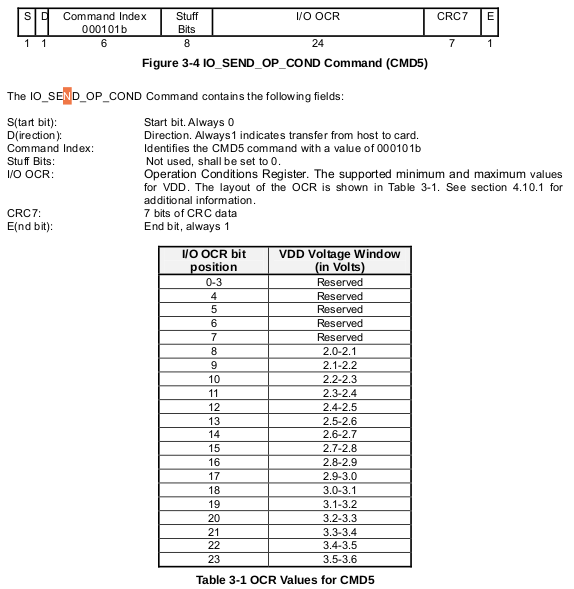 S D Command Index 000101b Stuff Bits I/O OCR CRC7 E
1 1 6 8 24 7 1
Figure 3-4 IO_SEND_OP_COND Command (CMD5)
The IO_SEND_OP_COND Command contains the following fields:
S(tart bit): Start bit. Always 0
D(irection): Direction. Always1 indicates transfer from host to card.
Command Index: Identifies the CMD5 command with a value of 000101b
Stuff Bits: Not used, shall be set to 0.
I/O OCR: Operation Conditions Register. The supported minimum and maximum values
for VDD. The layout of the OCR is shown in Table 3-1. See section 4.10.1 for
additional information.
CRC7: 7 bits of CRC data
E(nd bit): End bit, always 1
I/O OCR bit position VDD Voltage Window (in Volts)
0-3 Reserved
4 Reserved
5 Reserved
6 Reserved
7 Reserved
8 2.0-2.1
9 2.1-2.2
10 2.2-2.3
11 2.3-2.4
12 2.4-2.5
13 2.5-2.6
14 2.6-2.7
15 2.7-2.8
16 2.8-2.9
17 2.9-3.0
18 3.0-3.1
19 3.1-3.2
20 3.2-3.3
21 3.3-3.4
22 3.4-3.5
23 3.5-3.6
Table 3-1 OCR Values for CMD5